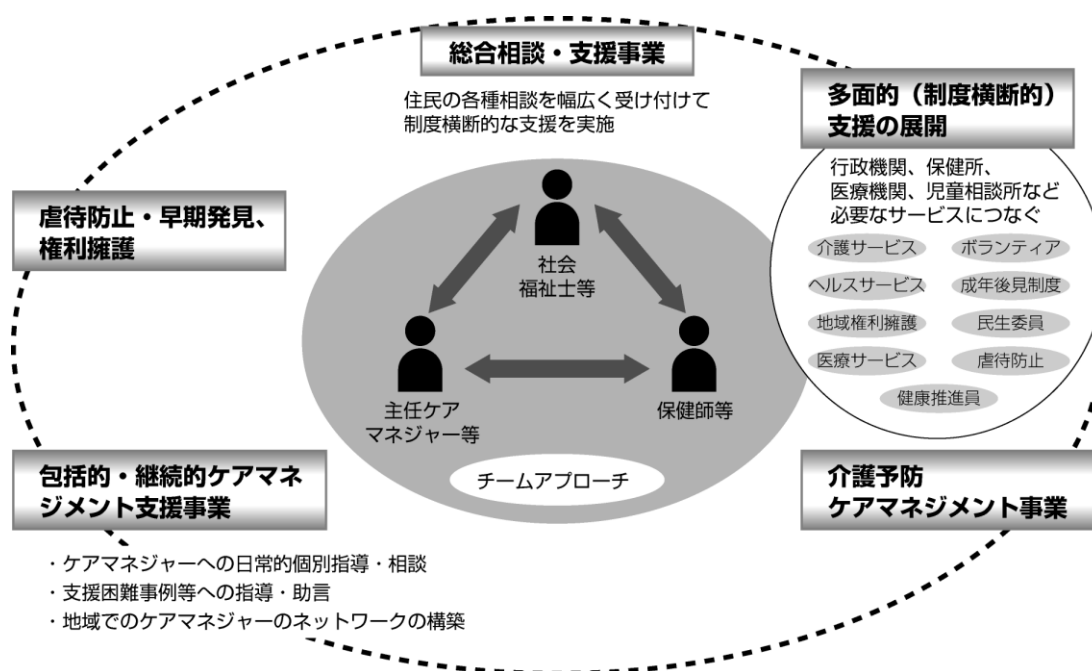 総合相談・支援事業
住民の各種相談を幅広く受け付けて
制度横断的な支援を実施
多面的（制度横断的）
支援の展開
行政機関、保健所、
医療機関、児童相談所など
必要なサービスにつなぐ
介護サービス
ボランティア
ヘルスサービス
成年後見制度
地域権利擁護
民生委員
医療サービス
虐待防止
健康推進員
虐待防止・早期発見、
権利擁護
社会
福祉士等
主任ケア
マネジャー等
保健師等
チームアプローチ
包括的・継続的ケアマネ
ジメント支援事業
・ケアマネジャーへの日常的個別指導・相談
・支援困難事例等への指導・助言
・地域でのケアマネジャーのネットワークの構築
介護予防
ケアマネジメント事業